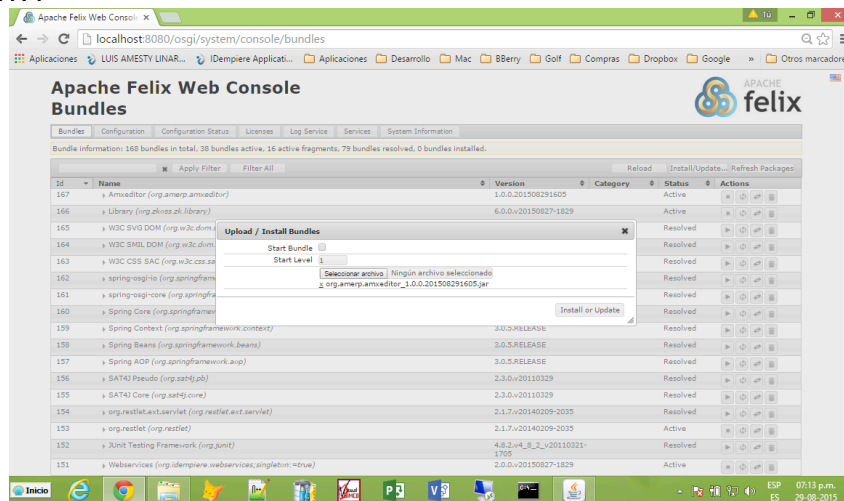 Apache Felix Web Console
Tú
localhost:8080/osgi/system/console/bundles
Aplicaciones LUIS AMESTY LINAR... IDempiere Applicati... Aplicaciones Desarrollo Mac BBerry Golf Compras Dropbox Google » Otros marcadore
Apache Felix Web Console
Bundles
APACHE
felix
Bundles Configuration Configuration Status Licenses Log Service Services System Information
Bundle information: 168 bundles in total, 38 bundles active, 16 active fragments, 79 bundles resolved, 0 bundles installed.
Apply Filter Filter All Reload Install/Update... Refresh Packages
Id Name Version Category Status Actions
167 Amxeditor (org.amerp.amxeditor) 1.0.0.201508291605 Active
166 Library (org.zkoss.zk.library) 6.0.0.v20150827-1829 Active
165 W3C SVG DOM (org.w3c.dom.s Resolved
164 W3C SMIL DOM (org.w3c.dom. Resolved
163 W3C CSS SAC (org.w3c.css.sa Resolved
162 spring-osgi-io (org.springfram Resolved
161 spring-osgi-core (org.springfra Resolved
160 Spring Core (org.springframew Resolved
Upload / Install Bundles
Start Bundle
Start Level 1
Seleccionar archivo Ningún archivo seleccionado
x org.amerp.amxeditor_1.0.0.201508291605.jar
Install or Update
159 Spring Context (org.springframework.context) 3.0.5.RELEASE Resolved
158 Spring Beans (org.springframework.beans) 3.0.5.RELEASE Resolved
157 Spring AOP (org.springframework.aop) 3.0.5.RELEASE Resolved
156 SAT4J Pseudo (org.sat4j.pb) 2.3.0.v20110329 Resolved
155 SAT4J Core (org.sat4j.core) 2.3.0.v20110329 Resolved
154 org.restlet.ext.servlet (org.restlet.ext.servlet) 2.1.7.v20140209-2035 Resolved
153 org.restlet (org.restlet) 2.1.7.v20140209-2035 Active
152 JUnit Testing Framework (org.junit) 4.8.2.v4_8_2_v20110321-
1705 Resolved
151 Webservices (org.idempiere.webservices;singleton:=true) 2.0.0.v20150827-1829 Active
Inicio
ESP 07:13 p.m.
ES 29-08-2015